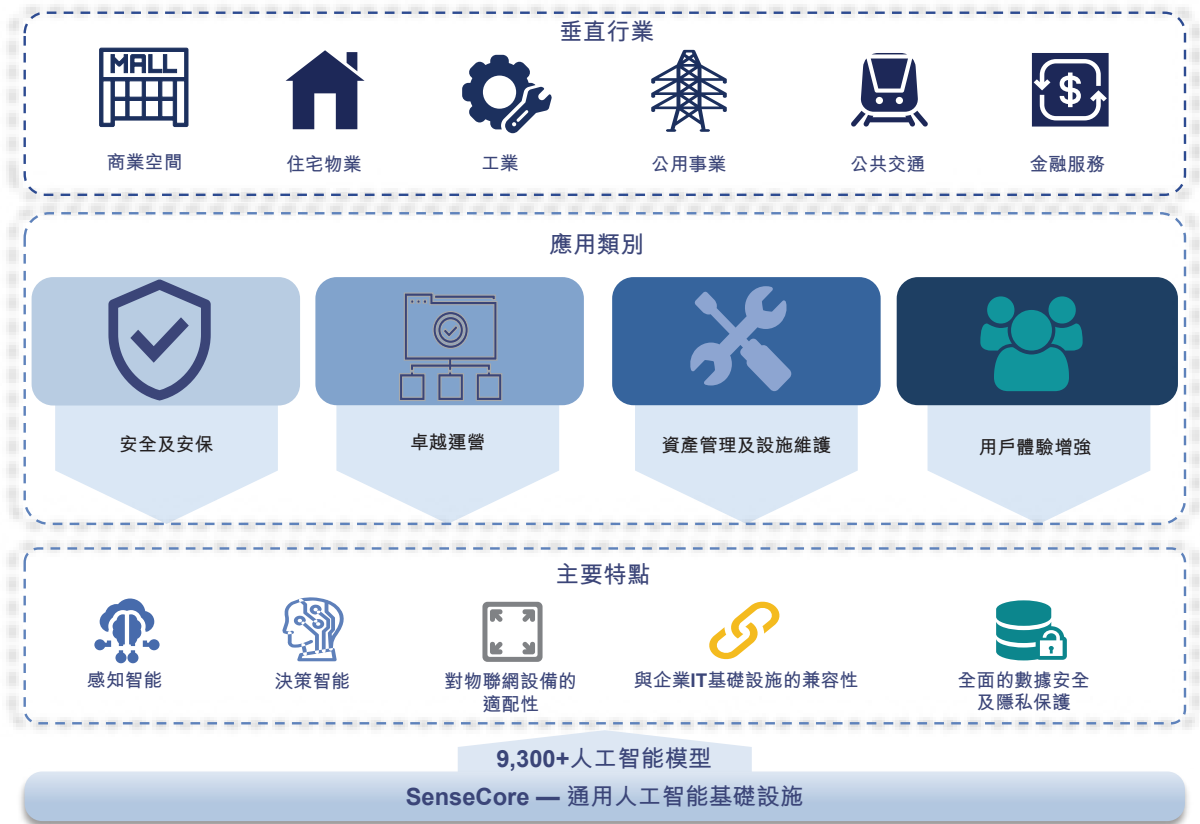 垂直行業
MALL
商業空間
住宅物業
工業
公用事業
公共交通
$
金融服務
應用類別
安全及安保
卓越運營
資產管理及設施維護
用戶體驗增強
主要特點
感知智能
決策智能
對物聯網設備的
適配性
與企業IT基礎設施的兼容性
全面的數據安全
及隱私保護
9,300+人工智能模型
SenseCore — 通用人工智能基礎設施